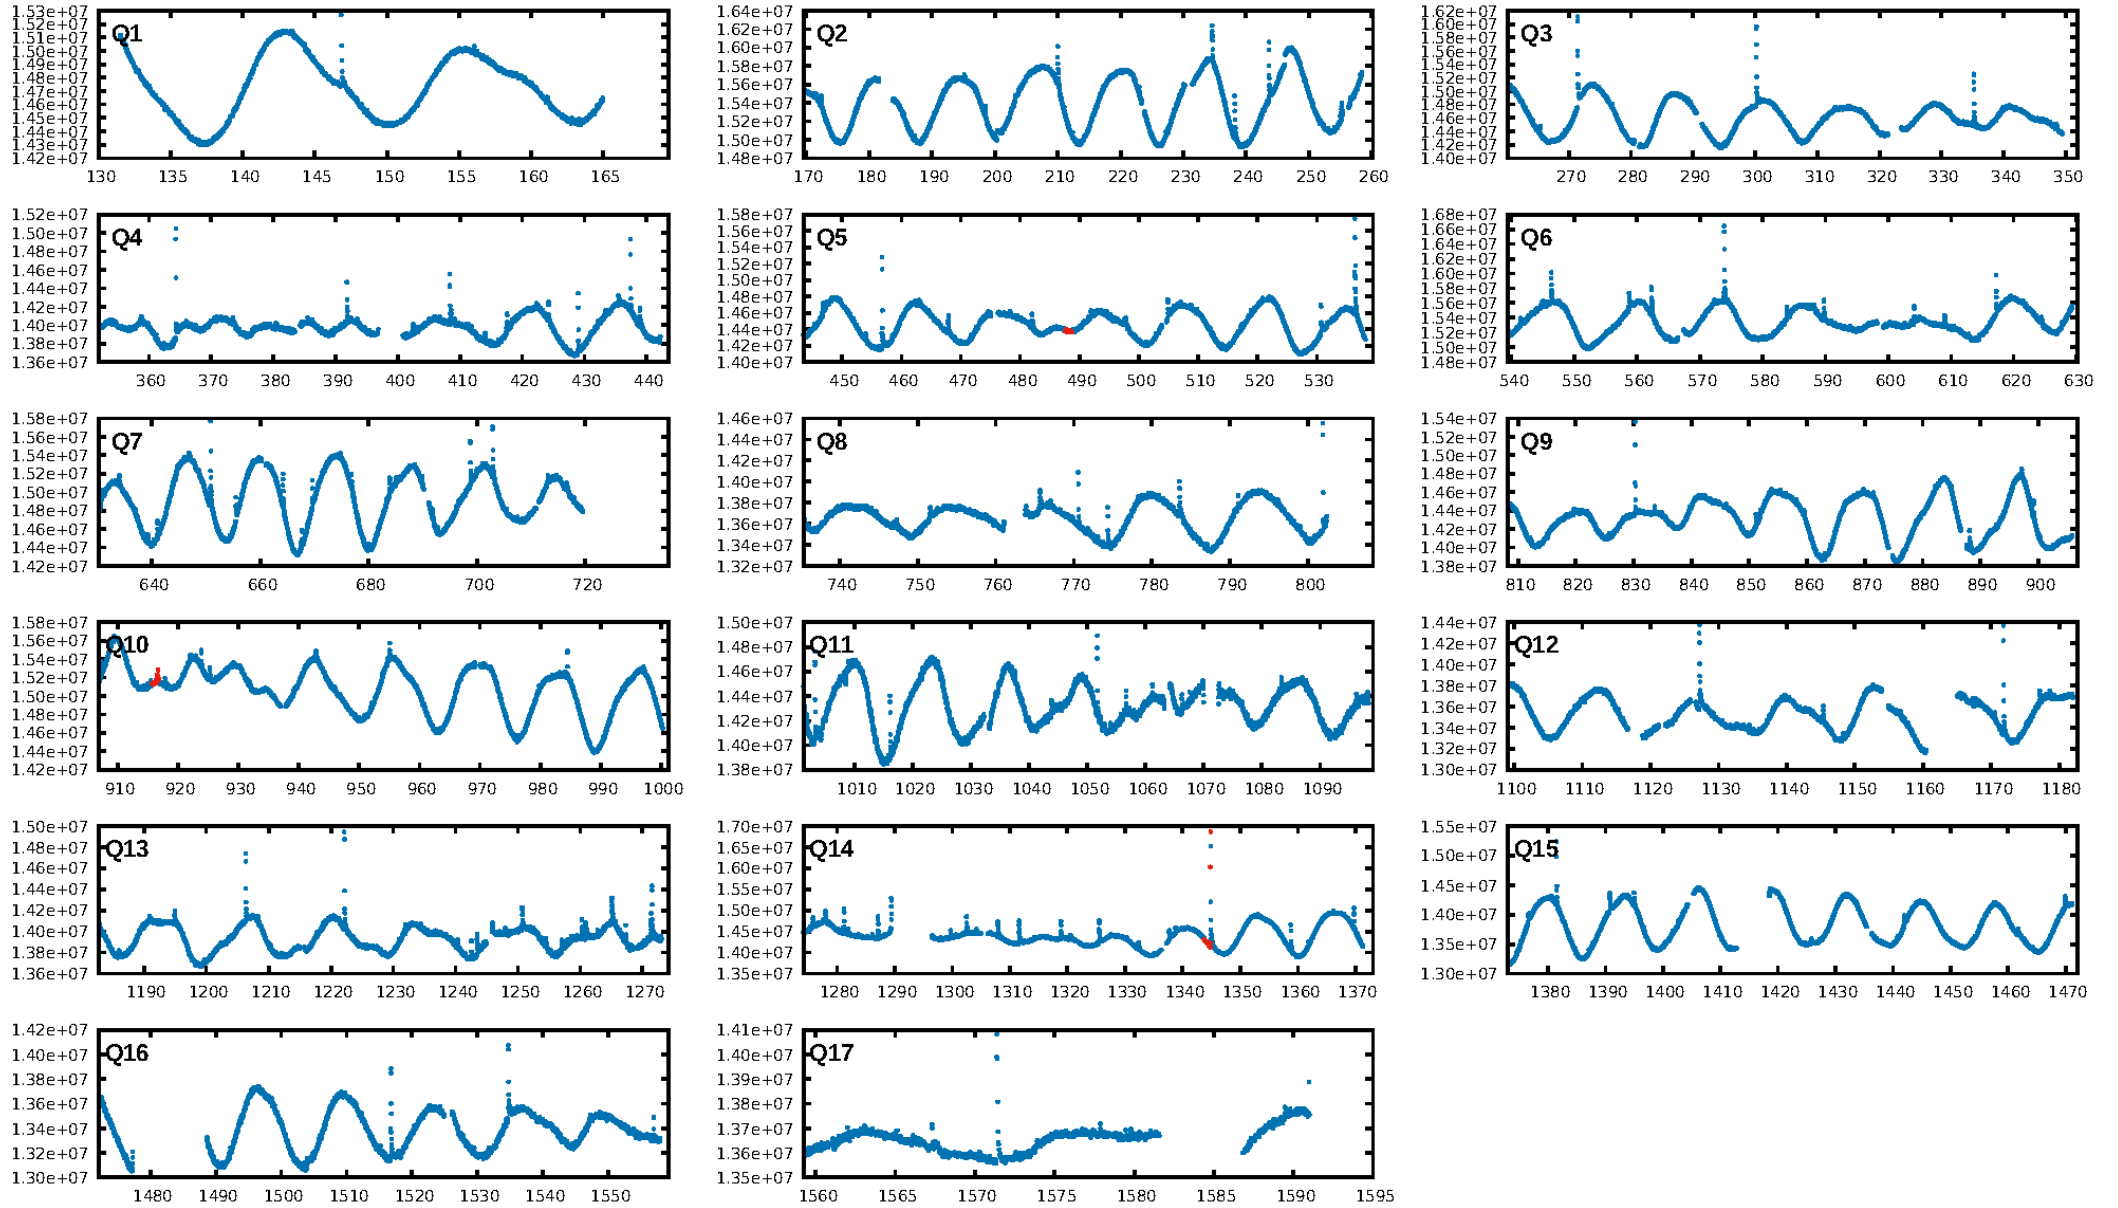 1.53e+07
1.52e+07
1.51e+07
1.50e+07
1.49e+07
1.48e+07
1.47e+07
1.46e+07
1.45e+07
1.44e+07
1.43e+07
1.42e+07
Q1
130 135 140 145 150 155 160 165
1.64e+07
1.62e+07
1.60e+07
1.58e+07
1.56e+07
1.54e+07
1.52e+07
1.50e+07
1.48e+07
Q2
170 180 190 200 210 220 230 240 250 260
1.62e+07
1.60e+07
1.58e+07
1.56e+07
1.54e+07
1.52e+07
1.50e+07
1.48e+07
1.46e+07
1.44e+07
1.42e+07
1.40e+07
Q3
270 280 290 300 310 320 330 340 350
1.52e+07
1.50e+07
1.48e+07
1.46e+07
1.44e+07
1.42e+07
1.40e+07
1.38e+07
1.36e+07
Q4
360 370 380 390 400 410 420 430 440
1.58e+07
1.56e+07
1.54e+07
1.52e+07
1.50e+07
1.48e+07
1.46e+07
1.44e+07
1.42e+07
1.40e+07
Q5
450 460 470 480 490 500 510 520 530
1.68e+07
1.66e+07
1.64e+07
1.62e+07
1.60e+07
1.58e+07
1.56e+07
1.54e+07
1.52e+07
1.50e+07
1.48e+07
Q6
540 550 560 570 580 590 600 610 620 630
1.58e+07
1.56e+07
1.54e+07
1.52e+07
1.50e+07
1.48e+07
1.46e+07
1.44e+07
1.42e+07
Q7
640 660 680 700 720
1.46e+07
1.44e+07
1.42e+07
1.40e+07
1.38e+07
1.36e+07
1.34e+07
1.32e+07
Q8
740 750 760 770 780 790 800
1.54e+07
1.52e+07
1.50e+07
1.48e+07
1.46e+07
1.44e+07
1.42e+07
1.40e+07
1.38e+07
Q9
810 820 830 840 850 860 870 880 890 900
1.58e+07
1.56e+07
1.54e+07
1.52e+07
1.50e+07
1.48e+07
1.46e+07
1.44e+07
1.42e+07
Q10
910 920 930 940 950 960 970 980 990 1000
1.50e+07
1.48e+07
1.46e+07
1.44e+07
1.42e+07
1.40e+07
1.38e+07
Q11
1010 1020 1030 1040 1050 1060 1070 1080 1090
1.44e+07
1.42e+07
1.40e+07
1.38e+07
1.36e+07
1.34e+07
1.32e+07
1.30e+07
Q12
1100 1110 1120 1130 1140 1150 1160 1170 1180
1.50e+07
1.48e+07
1.46e+07
1.44e+07
1.42e+07
1.40e+07
1.38e+07
1.36e+07
Q13
1190 1200 1210 1220 1230 1240 1250 1260 1270
1.70e+07
1.65e+07
1.60e+07
1.55e+07
1.50e+07
1.45e+07
1.40e+07
1.35e+07
Q14
1280 1290 1300 1310 1320 1330 1340 1350 1360 1370
1.55e+07
1.50e+07
1.45e+07
1.40e+07
1.35e+07
1.30e+07
Q15
1380 1390 1400 1410 1420 1430 1440 1450 1460 1470
1.42e+07
1.40e+07
1.38e+07
1.36e+07
1.34e+07
1.32e+07
1.30e+07
Q16
1480 1490 1500 1510 1520 1530 1540 1550
1.41e+07
1.40e+07
1.39e+07
1.38e+07
1.37e+07
1.36e+07
1.35e+07
Q17
1560 1565 1570 1575 1580 1585 1590 1595